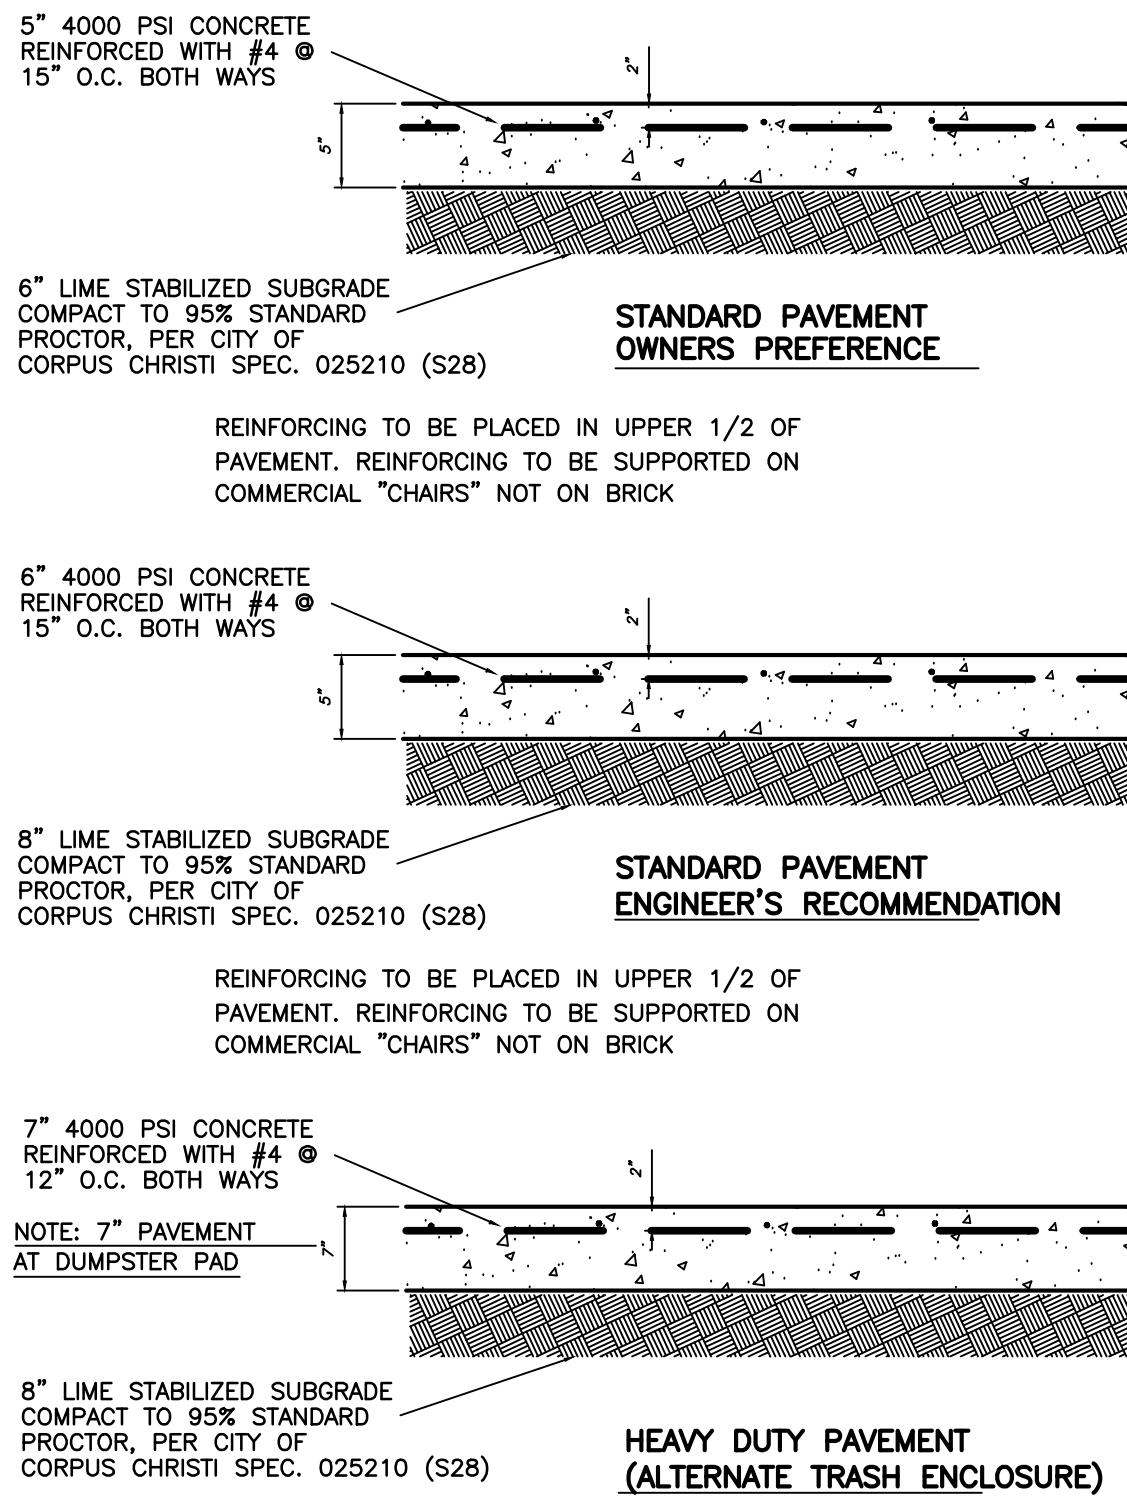 5" 4000 PSI CONCRETE
REINFORCED WITH #4 @
15" O.C. BOTH WAYS
2"
5"
6" LIME STABILIZED SUBGRADE
COMPACT TO 95% STANDARD
PROCTOR, PER CITY OF
CORPUS CHRISTI SPEC. 025210 (S28)
STANDARD PAVEMENT
OWNERS PREFERENCE
REINFORCING TO BE PLACED IN UPPER 1/2 OF
PAVEMENT. REINFORCING TO BE SUPPORTED ON
COMMERCIAL "CHAIRS" NOT ON BRICK
6" 4000 PSI CONCRETE
REINFORCED WITH #4 @
15" O.C. BOTH WAYS
2"
5"
8" LIME STABILIZED SUBGRADE
COMPACT TO 95% STANDARD
PROCTOR, PER CITY OF
CORPUS CHRISTI SPEC. 025210 (S28)
STANDARD PAVEMENT
ENGINEER'S RECOMMENDATION
REINFORCING TO BE PLACED IN UPPER 1/2 OF
PAVEMENT. REINFORCING TO BE SUPPORTED ON
COMMERCIAL "CHAIRS" NOT ON BRICK
7" 4000 PSI CONCRETE
REINFORCED WITH #4 @
12" O.C. BOTH WAYS
2"
NOTE: 7" PAVEMENT
AT DUMPSTER PAD
7"
8" LIME STABILIZED SUBGRADE
COMPACT TO 95% STANDARD
PROCTOR, PER CITY OF
CORPUS CHRISTI SPEC. 025210 (S28)
HEAVY DUTY PAVEMENT
(ALTERNATE TRASH ENCLOSURE)